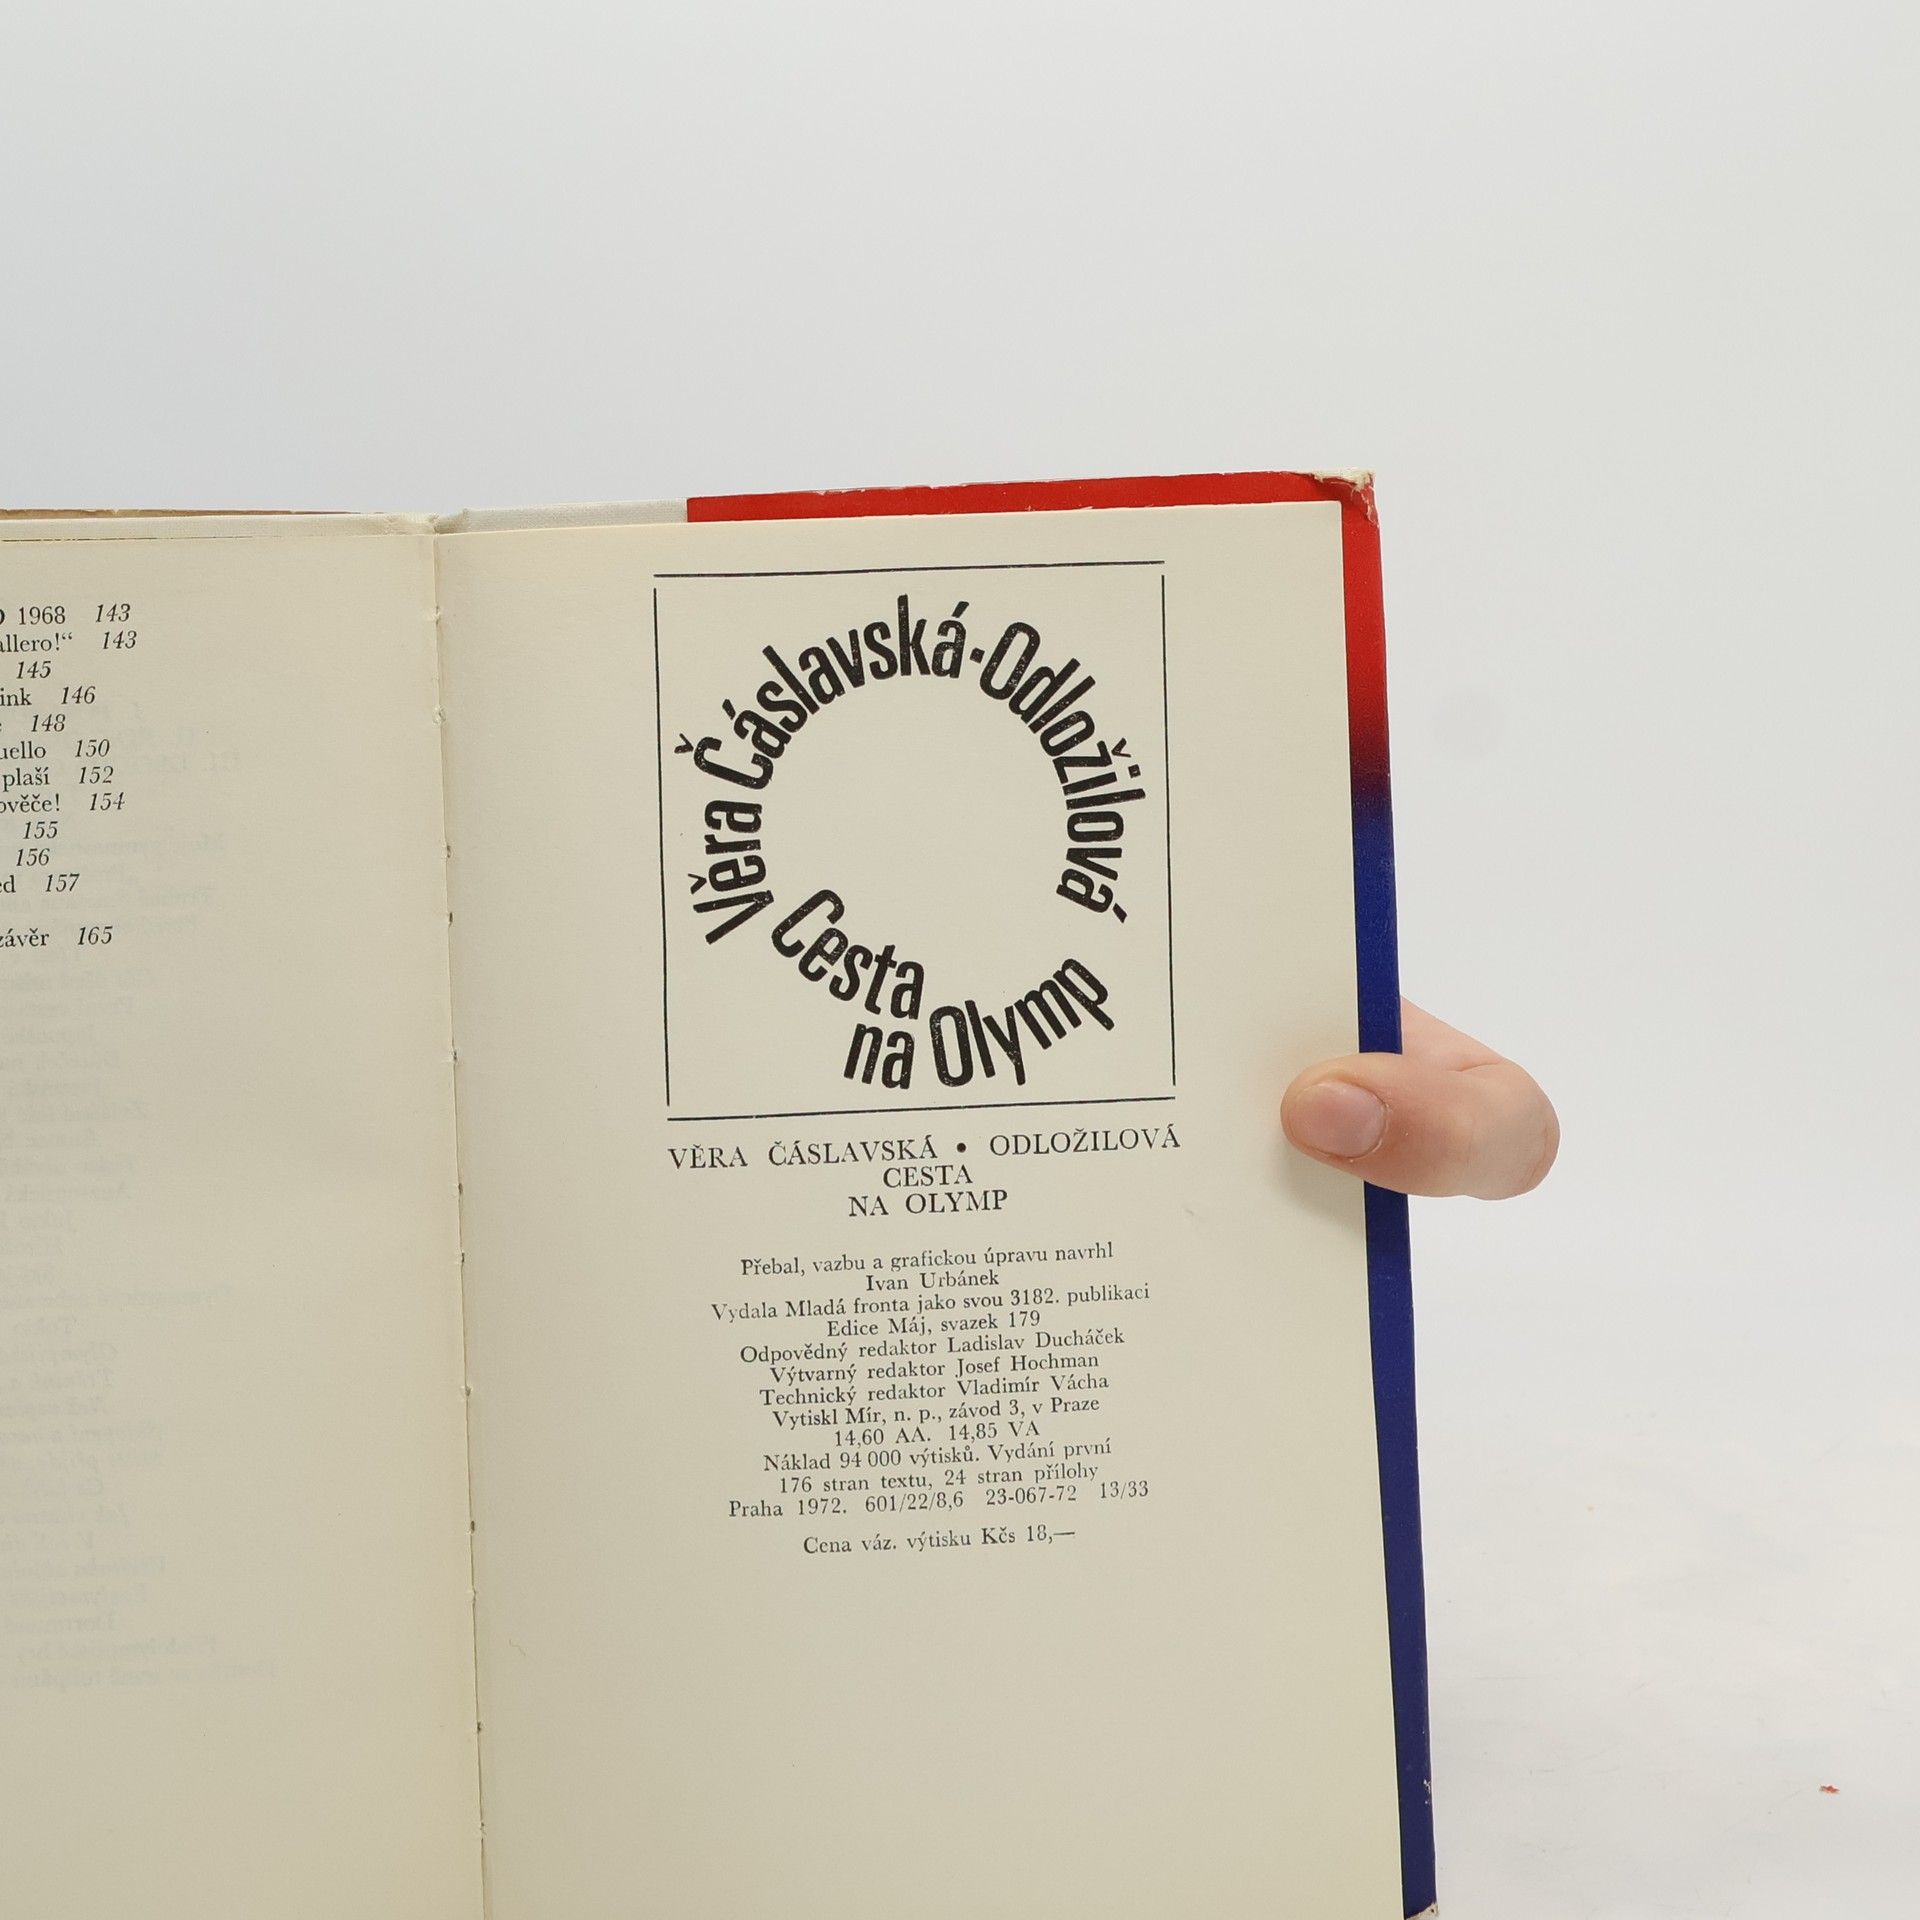 1968 143
allero!“ 143
145
ink 146
148
uello 150
plaší 152
ověče! 154
155
156
ed 157
závěr 165
Věra Čáslavská-Odložilová
Cesta
na Olymp
VĚRA ČÁSLAVSKÁ • ODLOŽILOVÁ
CESTA
NA OLYMP
Přebal, vazbu a grafickou úpravu navrhl
Ivan Urbánek
Vydala Mladá fronta jako svou 3182. publikaci
Edice Máj, svazek 179
Odpovědný redaktor Ladislav Ducháček
Výtvarný redaktor Josef Hochman
Technický redaktor Vladimír Vácha
Vytiskl Mír, n. p., závod 3, v Praze
14,60 AA. 14,85 VA
Náklad 94 000 výtisků. Vydání první
176 stran textu, 24 stran přílohy
Praha 1972. 601/22/8,6 23-067-72 13/33
Cena váz. výtisku Kčs 18,—